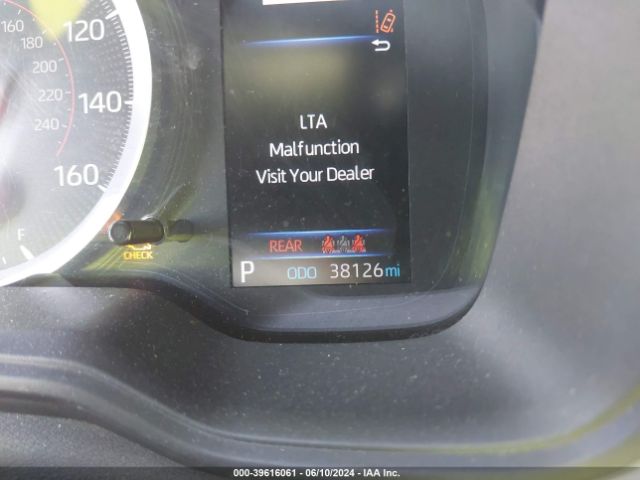 160
180
200
220
240
120
140
160
F
CHECK
LTA
Malfunction
Visit Your Dealer
REAR
P ODO 38126 mi
000-39616061 - 06/10/2024 - IAA Inc.